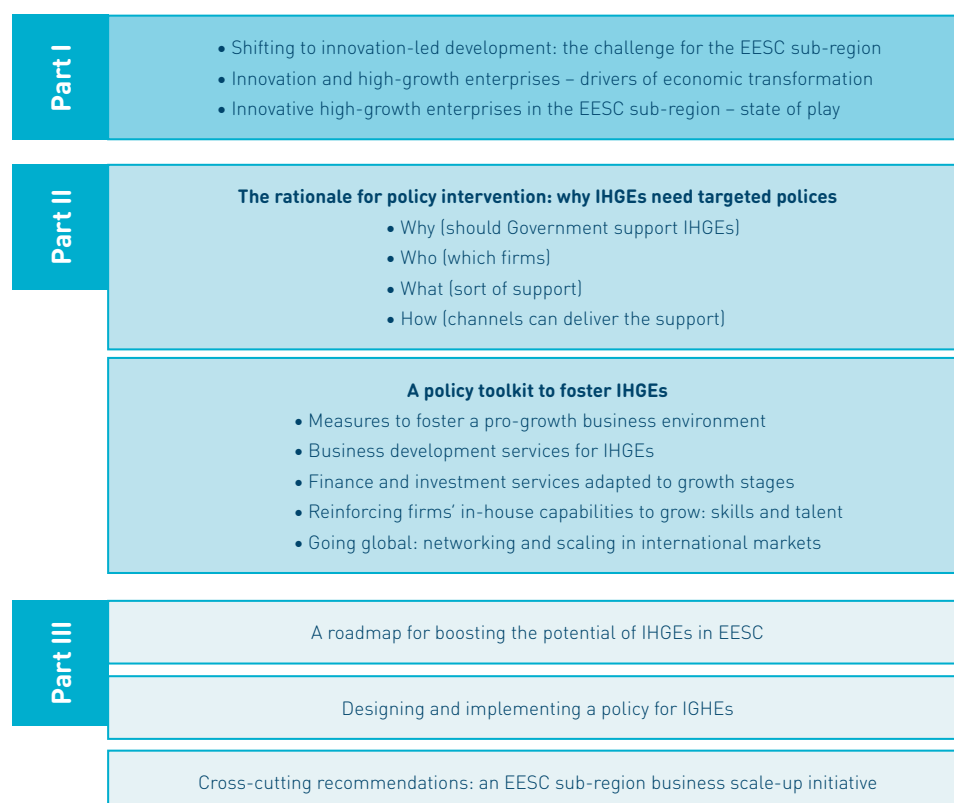 Part I
• Shifting to innovation-led development: the challenge for the EESC sub-region
• Innovation and high-growth enterprises – drivers of economic transformation
• Innovative high-growth enterprises in the EESC sub-region – state of play
Part II
The rationale for policy intervention: why IHGEs need targeted polices
• Why (should Government support IHGEs)
• Who (which firms)
• What (sort of support)
• How (channels can deliver the support)
A policy toolkit to foster IHGEs
• Measures to foster a pro-growth business environment
• Business development services for IHGEs
• Finance and investment services adapted to growth stages
• Reinforcing firms’ in-house capabilities to grow: skills and talent
• Going global: networking and scaling in international markets
Part III
A roadmap for boosting the potential of IHGEs in EESC
Designing and implementing a policy for IGHEs
Cross-cutting recommendations: an EESC sub-region business scale-up initiative